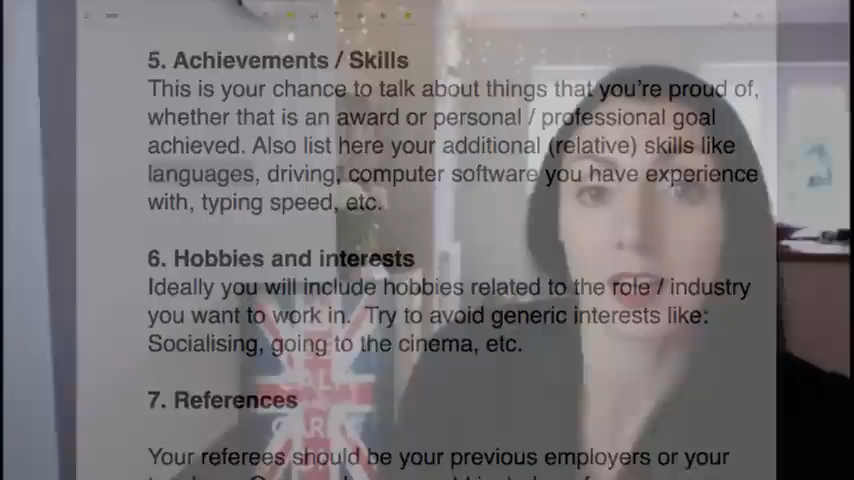 5. Achievements / Skills
This is your chance to talk about things that you're proud of,
whether that is an award or personal / professional goal
achieved. Also list here your additional (relative) skills like
languages, driving, computer software you have experience
with, typing speed, etc.
6. Hobbies and interests
Ideally you will include hobbies related to the role / industry
you want to work in.  Try to avoid generic interests like:
Socialising, going to the cinema, etc.
7. References
Your referees should be your previous employers or your